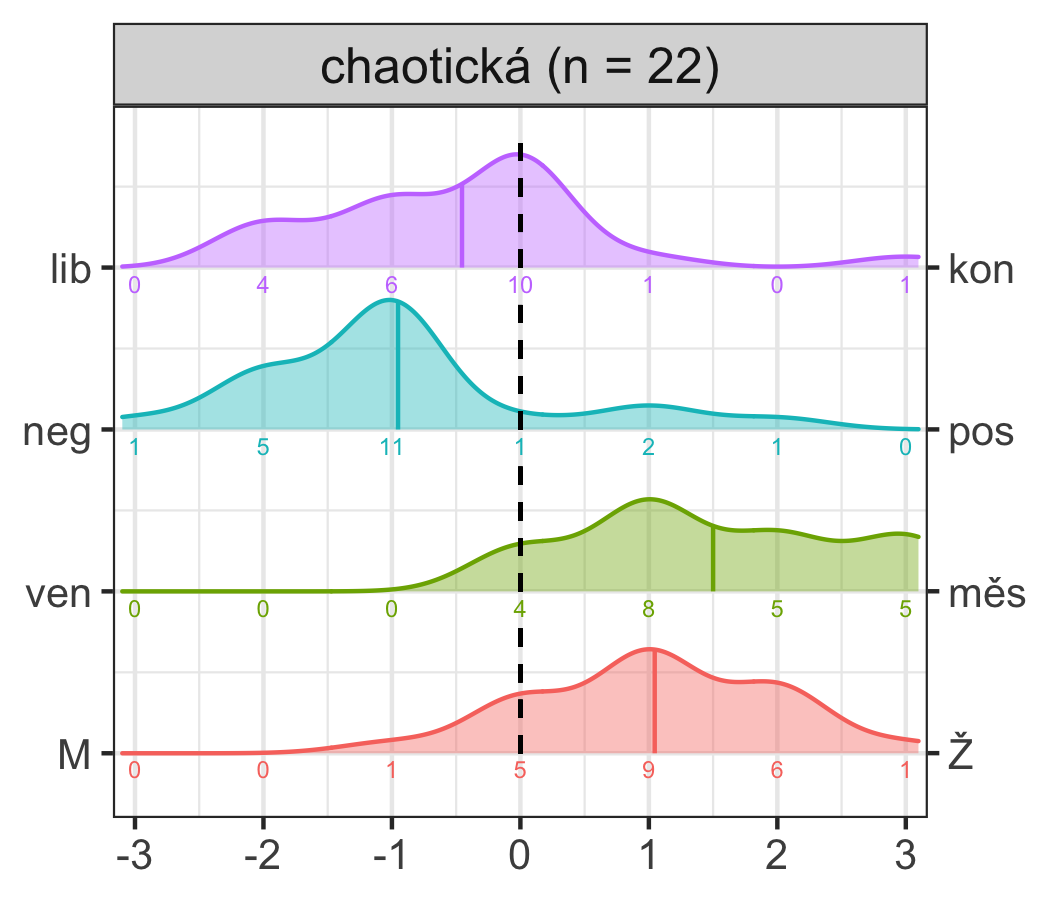 chaotická (n = 22)
lib kon
0 4 6 10 1 0 1
neg pos
1 5 11 1 2 1 0
ven měs
0 0 0 4 8 5 5
M Ž
0 0 1 5 9 6 1
-3 -2 -1 0 1 2 3